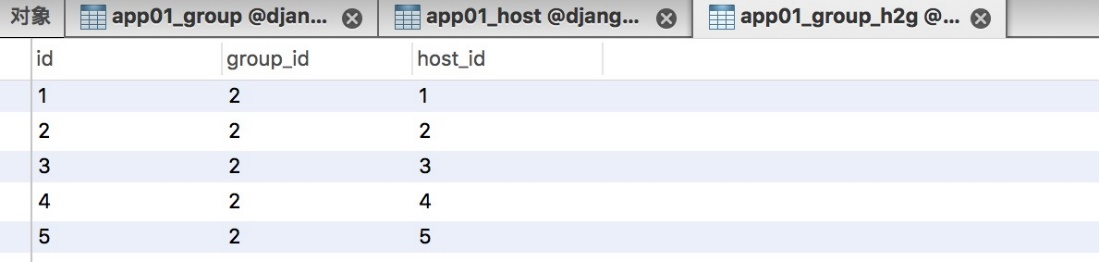 对象 app01_group @djan... app01_host @djang... app01_group_h2g @...
id group_id host_id
1 2 1
2 2 2
3 2 3
4 2 4
5 2 5